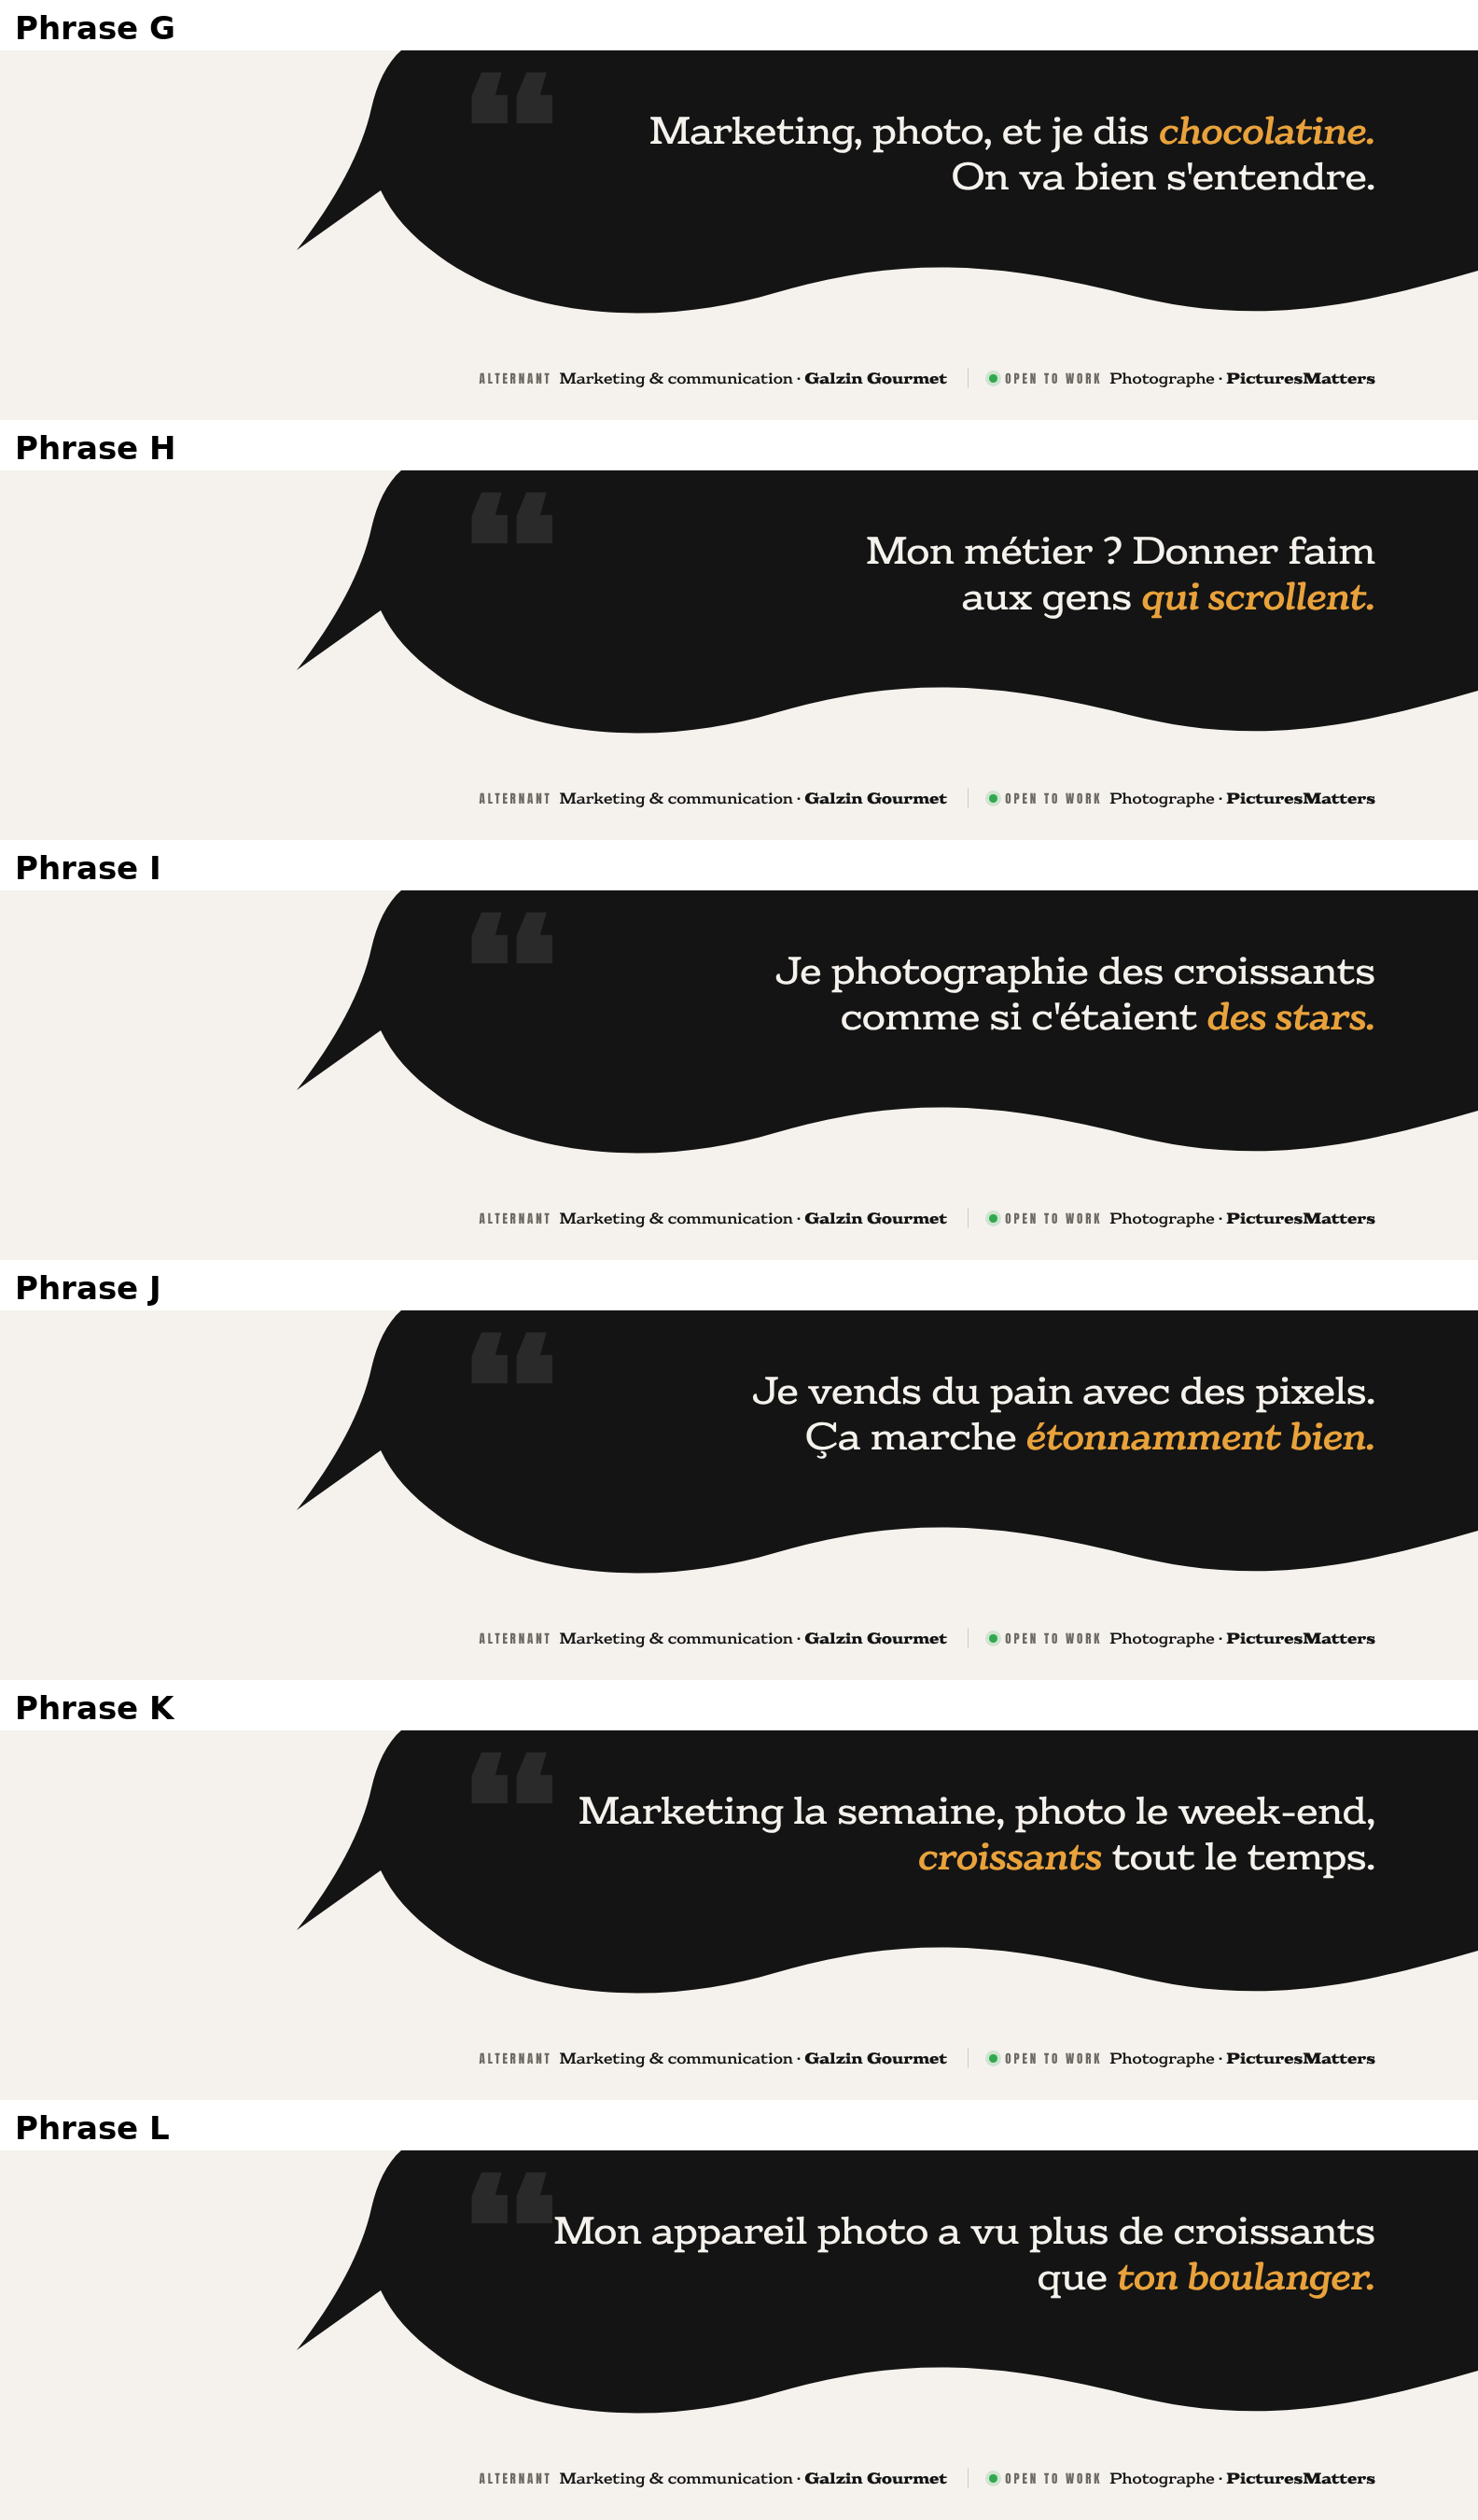 Phrase G
“
Marketing, photo, et je dis chocolatine.
On va bien s'entendre.
ALTERNANT Marketing & communication · Galzin Gourmet OPEN TO WORK Photographe · PicturesMatters
Phrase H
“
Mon métier ? Donner faim
aux gens qui scrollent.
ALTERNANT Marketing & communication · Galzin Gourmet OPEN TO WORK Photographe · PicturesMatters
Phrase I
“
Je photographie des croissants
comme si c'étaient des stars.
ALTERNANT Marketing & communication · Galzin Gourmet OPEN TO WORK Photographe · PicturesMatters
Phrase J
“
Je vends du pain avec des pixels.
Ça marche étonnamment bien.
ALTERNANT Marketing & communication · Galzin Gourmet OPEN TO WORK Photographe · PicturesMatters
Phrase K
“
Marketing la semaine, photo le week-end,
croissants tout le temps.
ALTERNANT Marketing & communication · Galzin Gourmet OPEN TO WORK Photographe · PicturesMatters
Phrase L
“
Mon appareil photo a vu plus de croissants
que ton boulanger.
ALTERNANT Marketing & communication · Galzin Gourmet OPEN TO WORK Photographe · PicturesMatters